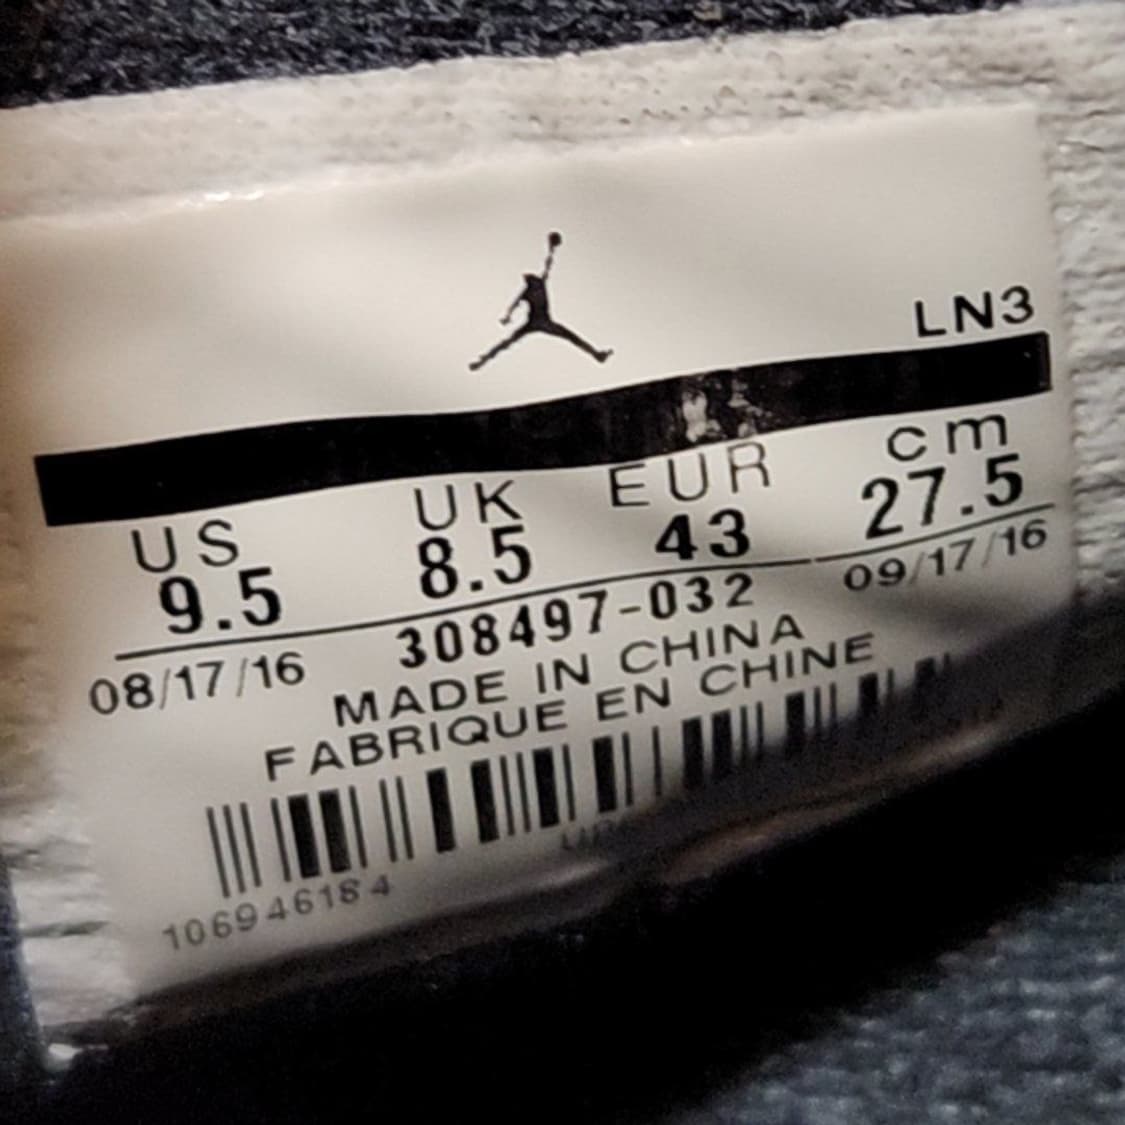 LN3
US UK EUR cm
9.5 8.5 43 27.5
08/17/16 308497-032 09/17/16
MADE IN CHINA
FABRIQUE EN CHINE
106946184